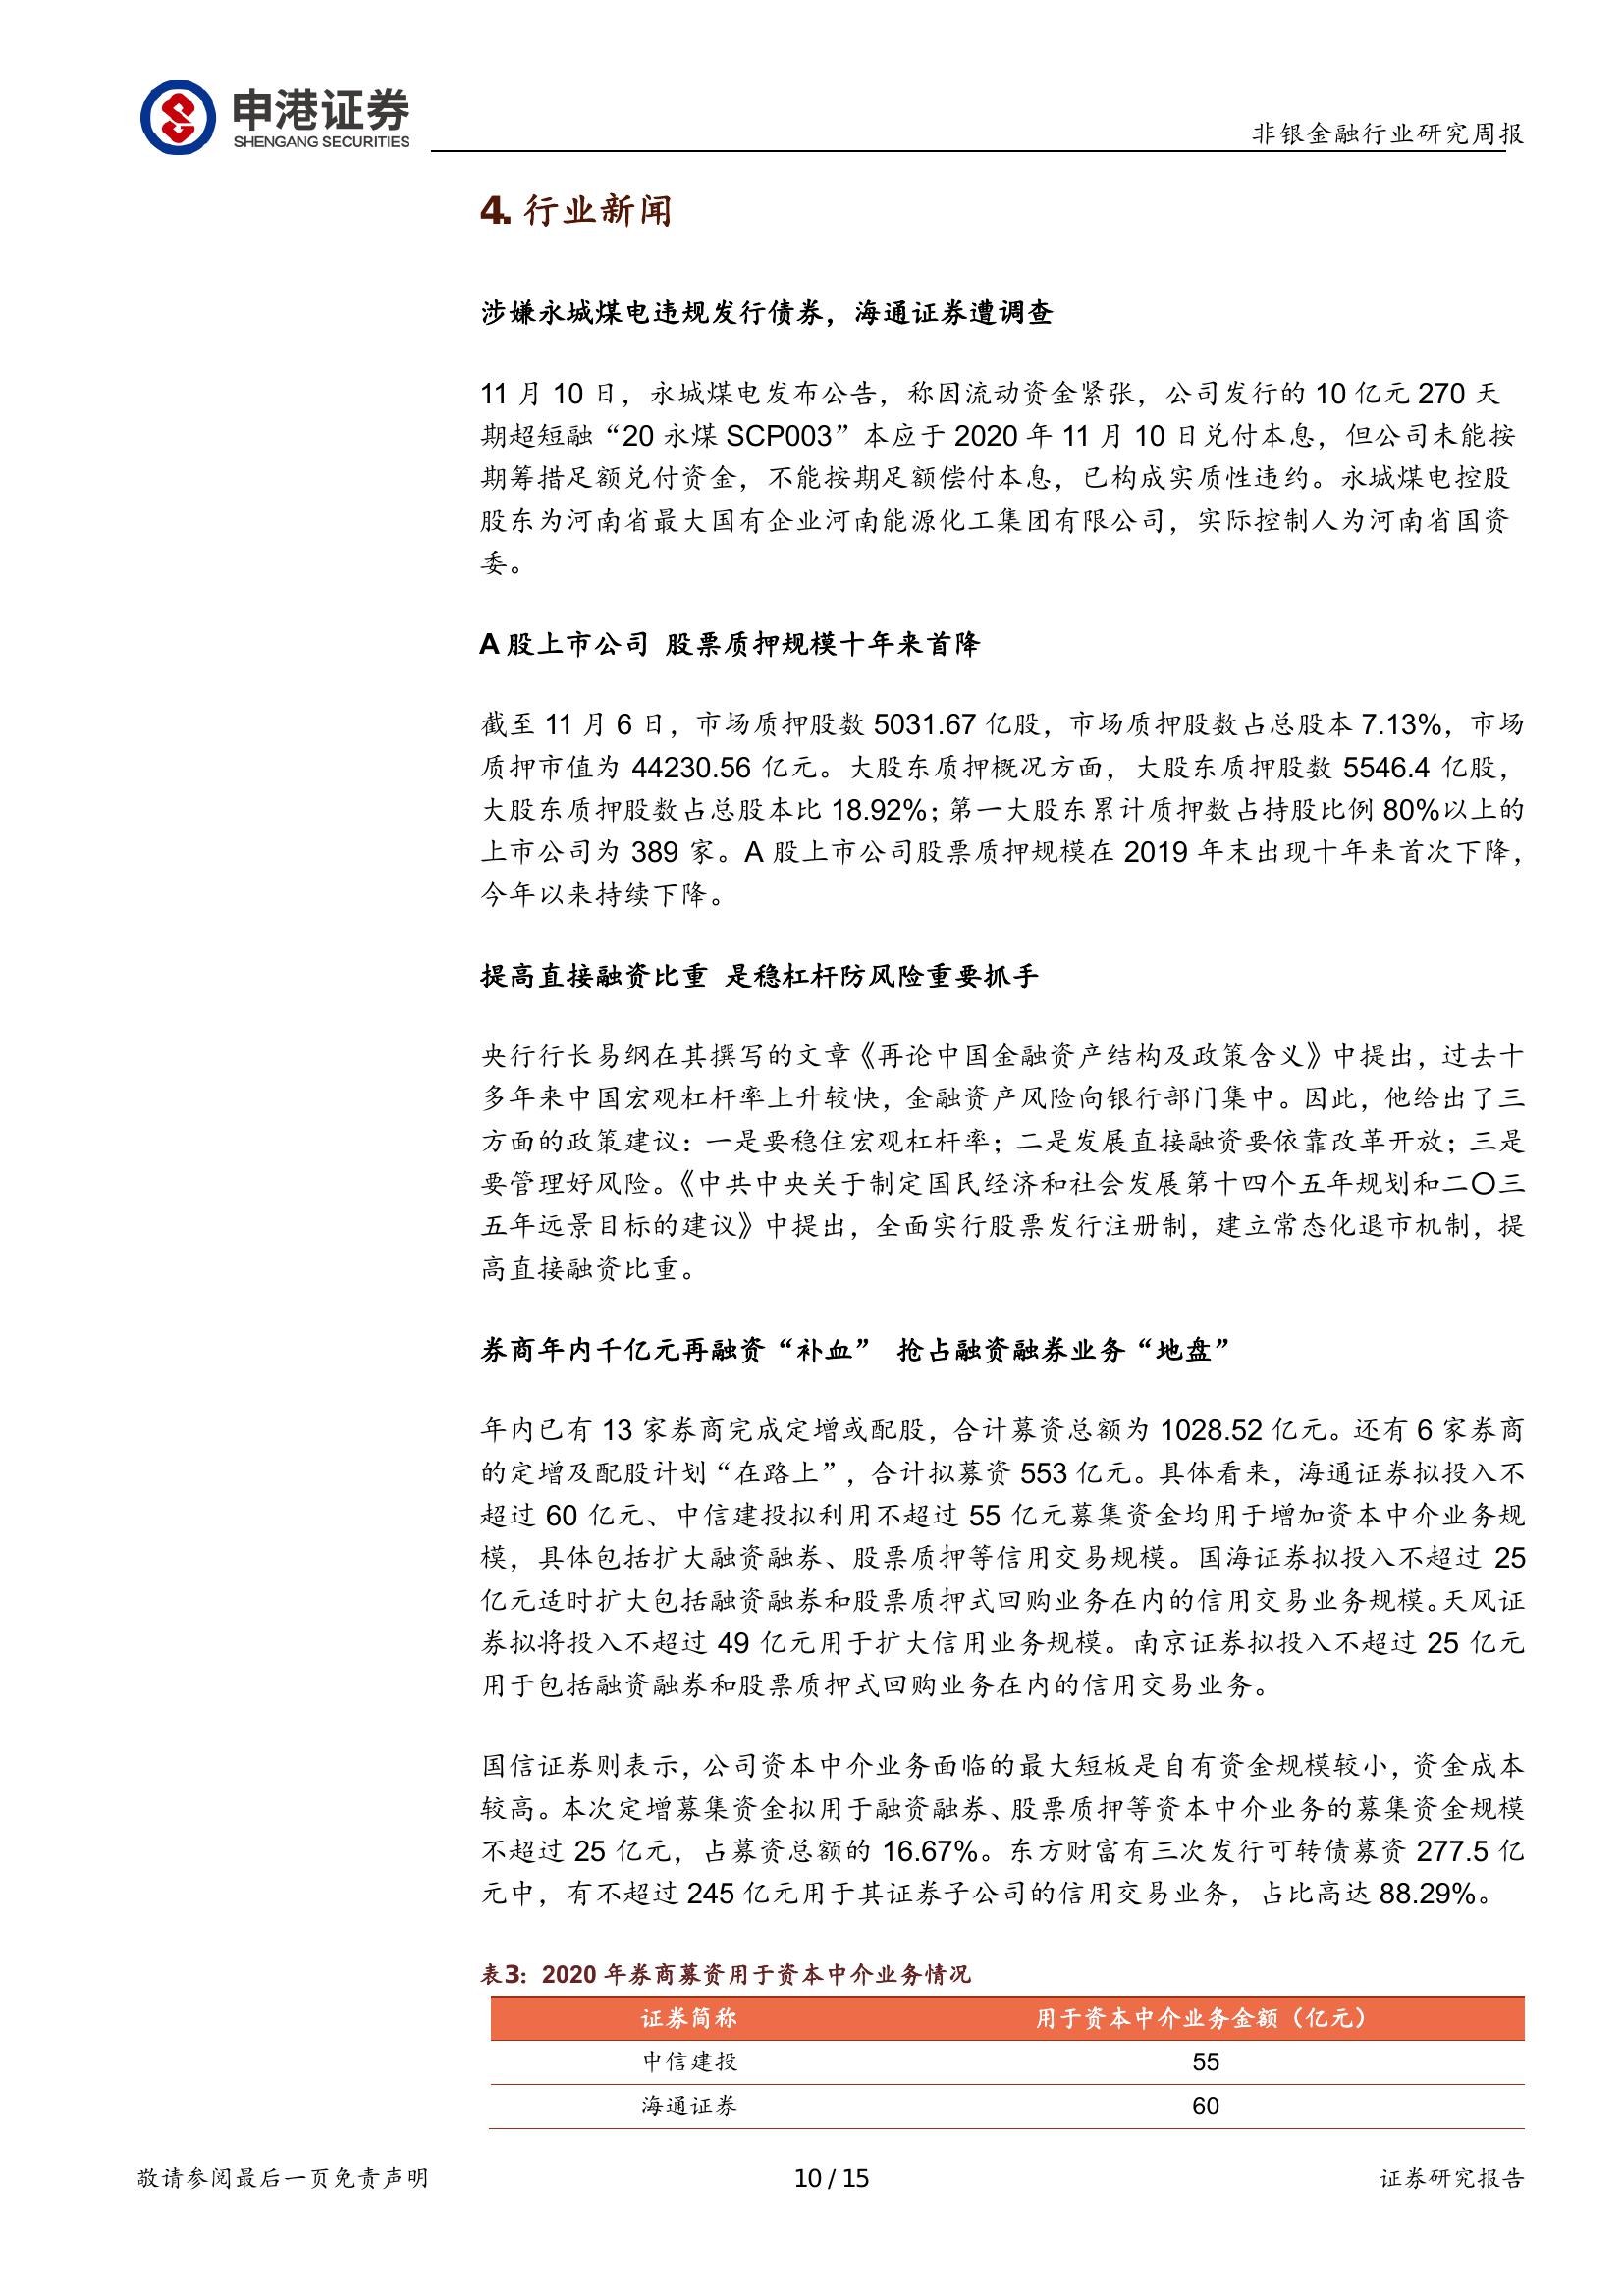 申港证券
SHENGANG SECURITIES
非银金融行业研究周报
4. 行业新闻
涉嫌永城煤电违规发行债券，海通证券遭调查
11 月 10 日，永城煤电发布公告，称因流动资金紧张，公司发行的 10 亿元 270 天
期超短融“20 永煤 SCP003”本应于 2020 年 11 月 10 日兑付本息，但公司未能按
期筹措足额兑付资金，不能按期足额偿付本息，已构成实质性违约。永城煤电控股
股东为河南省最大国有企业河南能源化工集团有限公司，实际控制人为河南省国资
委。
A 股上市公司 股票质押规模十年来首降
截至 11 月 6 日，市场质押股数 5031.67 亿股，市场质押股数占总股本 7.13%，市场
质押市值为 44230.56 亿元。大股东质押概况方面，大股东质押股数 5546.4 亿股，
大股东质押股数占总股本比 18.92%；第一大股东累计质押数占持股比例 80%以上的
上市公司为 389 家。A 股上市公司股票质押规模在 2019 年末出现十年来首次下降，
今年以来持续下降。
提高直接融资比重 是稳杠杆防风险重要抓手
央行行长易纲在其撰写的文章《再论中国金融资产结构及政策含义》中提出，过去十
多年来中国宏观杠杆率上升较快，金融资产风险向银行部门集中。因此，他给出了三
方面的政策建议：一是要稳住宏观杠杆率；二是发展直接融资要依靠改革开放；三是
要管理好风险。《中共中央关于制定国民经济和社会发展第十四个五年规划和二〇三
五年远景目标的建议》中提出，全面实行股票发行注册制，建立常态化退市机制，提
高直接融资比重。
券商年内千亿元再融资“补血” 抢占融资融券业务“地盘”
年内已有 13 家券商完成定增或配股，合计募资总额为 1028.52 亿元。还有 6 家券商
的定增及配股计划“在路上”，合计拟募资 553 亿元。具体看来，海通证券拟投入不
超过 60 亿元、中信建投拟利用不超过 55 亿元募集资金均用于增加资本中介业务规
模，具体包括扩大融资融券、股票质押等信用交易规模。国海证券拟投入不超过 25
亿元适时扩大包括融资融券和股票质押式回购业务在内的信用交易业务规模。天风证
券拟将投入不超过 49 亿元用于扩大信用业务规模。南京证券拟投入不超过 25 亿元
用于包括融资融券和股票质押式回购业务在内的信用交易业务。
国信证券则表示，公司资本中介业务面临的最大短板是自有资金规模较小，资金成本
较高。本次定增募集资金拟用于融资融券、股票质押等资本中介业务的募集资金规模
不超过 25 亿元，占募资总额的 16.67%。东方财富有三次发行可转债募资 277.5 亿
元中，有不超过 245 亿元用于其证券子公司的信用交易业务，占比高达 88.29%。
表3：2020 年券商募资用于资本中介业务情况
证券简称 用于资本中介业务金额（亿元）
中信建投 55
海通证券 60
敬请参阅最后一页免责声明 10 / 15 证券研究报告